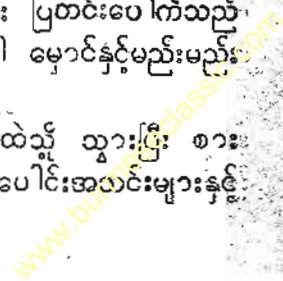 း ပြတင်းပေါက်သည်
ါ မှောင်နှင့်မည်းမည်း
ထဲသို့ သွားပြီး စား
ပေါင်းအသင်းများနှင့်
www.burmeseclassic.com